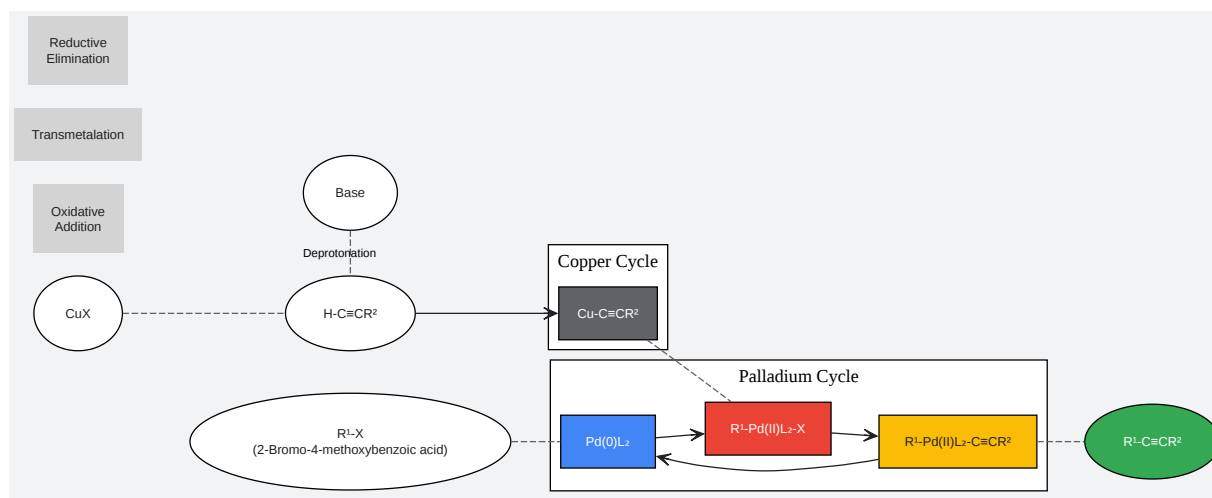 Reductive
Elimination
Transmetalation
Oxidative
Addition
Base
Deprotonation
CuX
H-C≡CR²
Copper Cycle
Cu-C≡CR²
Palladium Cycle
R¹-X
(2-Bromo-4-methoxybenzoic acid)
Pd(0)L₂
R¹-Pd(II)L₂-X
R¹-Pd(II)L₂-C≡CR²
R¹-C≡CR²